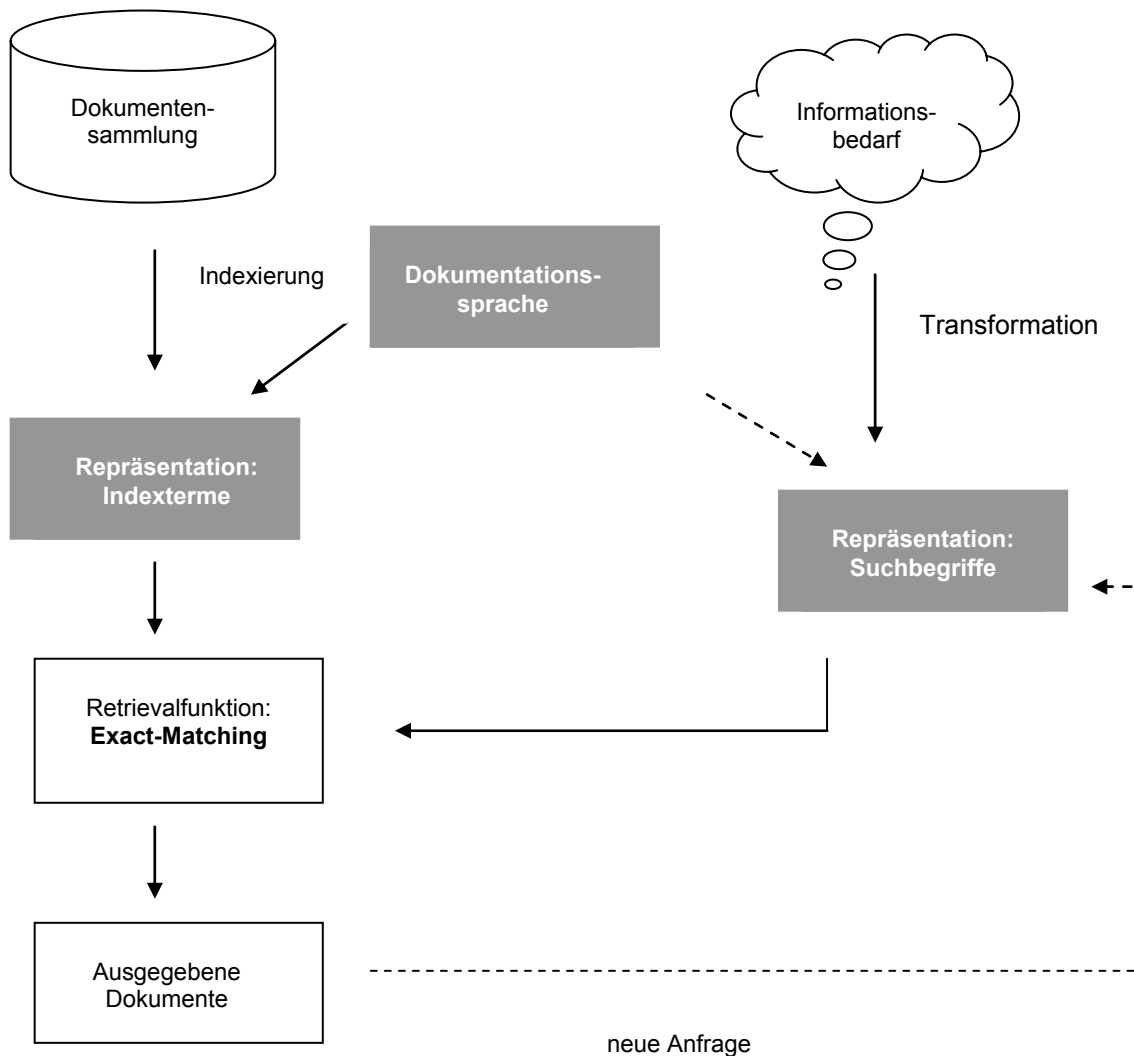 Dokumenten-
sammlung
Informations-
bedarf
Indexierung
Dokumentations-
sprache
Transformation
Repräsentation:
Indexterme
Repräsentation:
Suchbegriffe
Retrievalfunktion:
Exact-Matching
Ausgegebene
Dokumente
neue Anfrage